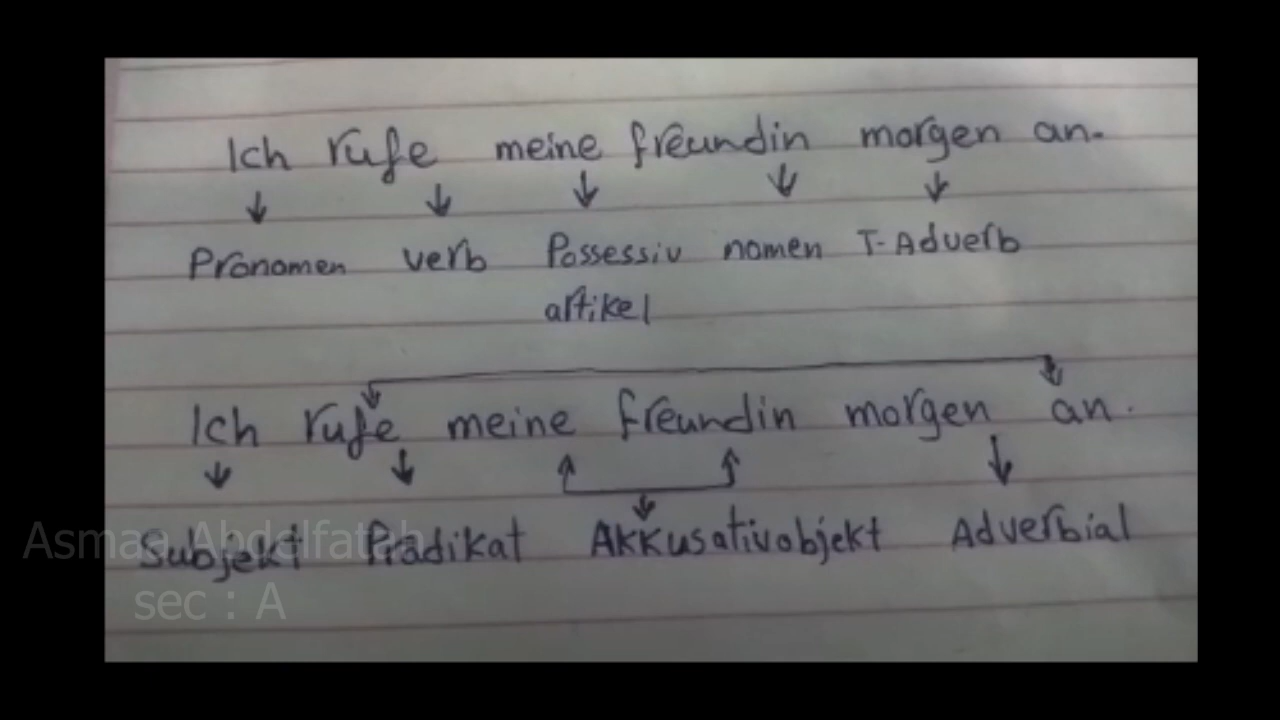 Ich rufe meine freundin morgen an.
Pronomen verb Possessiv nomen T-Adverb
artikel
Ich rufe meine freundin morgen an.
Subjekt Prädikat Akkusativobjekt Adverbial
Asmaa Abdelfattah
sec : A